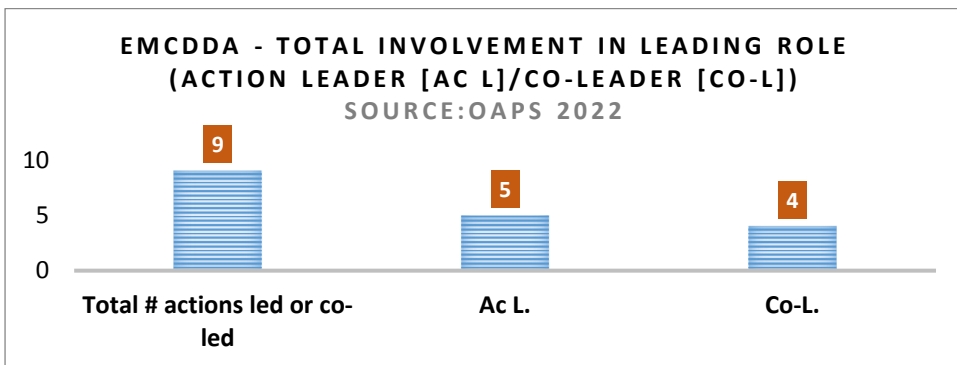 EMCDDA - TOTAL INVOLVEMENT IN LEADING ROLE
(ACTION LEADER [AC L]/CO-LEADER [CO-L])
SOURCE:OAPS 2022
9
5
4
10
5
0
Total # actions led or co-
led
Ac L.
Co-L.